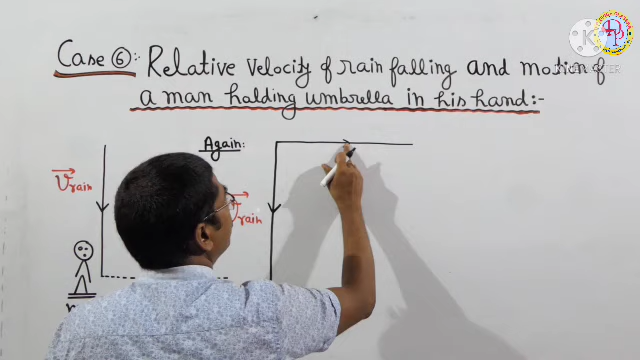 Case ⑥:- Relative velocity of rain falling and motion of
a man holding umbrella in his hand:-
Again:-
V rain
rain